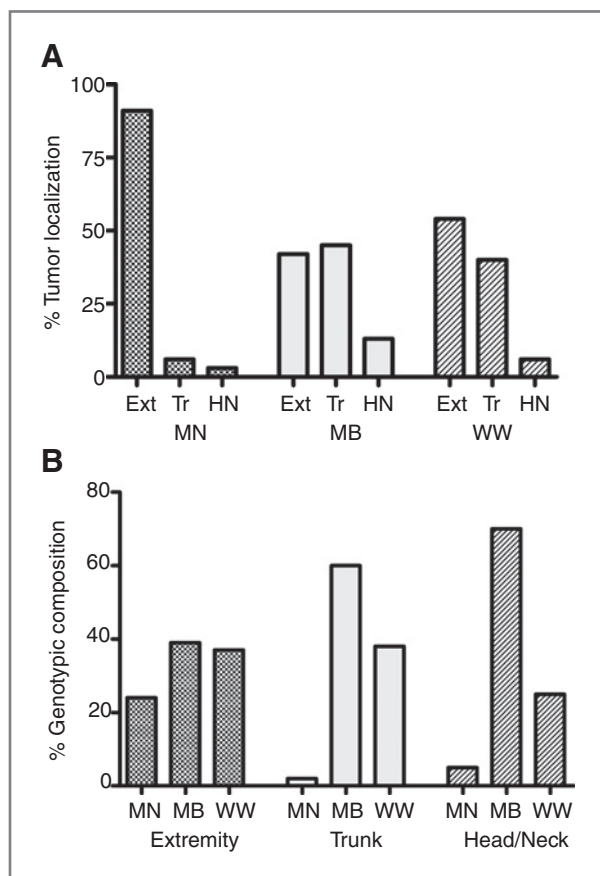 A
% Tumor localization
100
75
50
25
0
Ext Tr HN Ext Tr HN Ext Tr HN
MN MB WW
B
% Genotypic composition
80
60
40
20
0
MN MB WW MN MB WW MN MB WW
Extremity Trunk Head/Neck